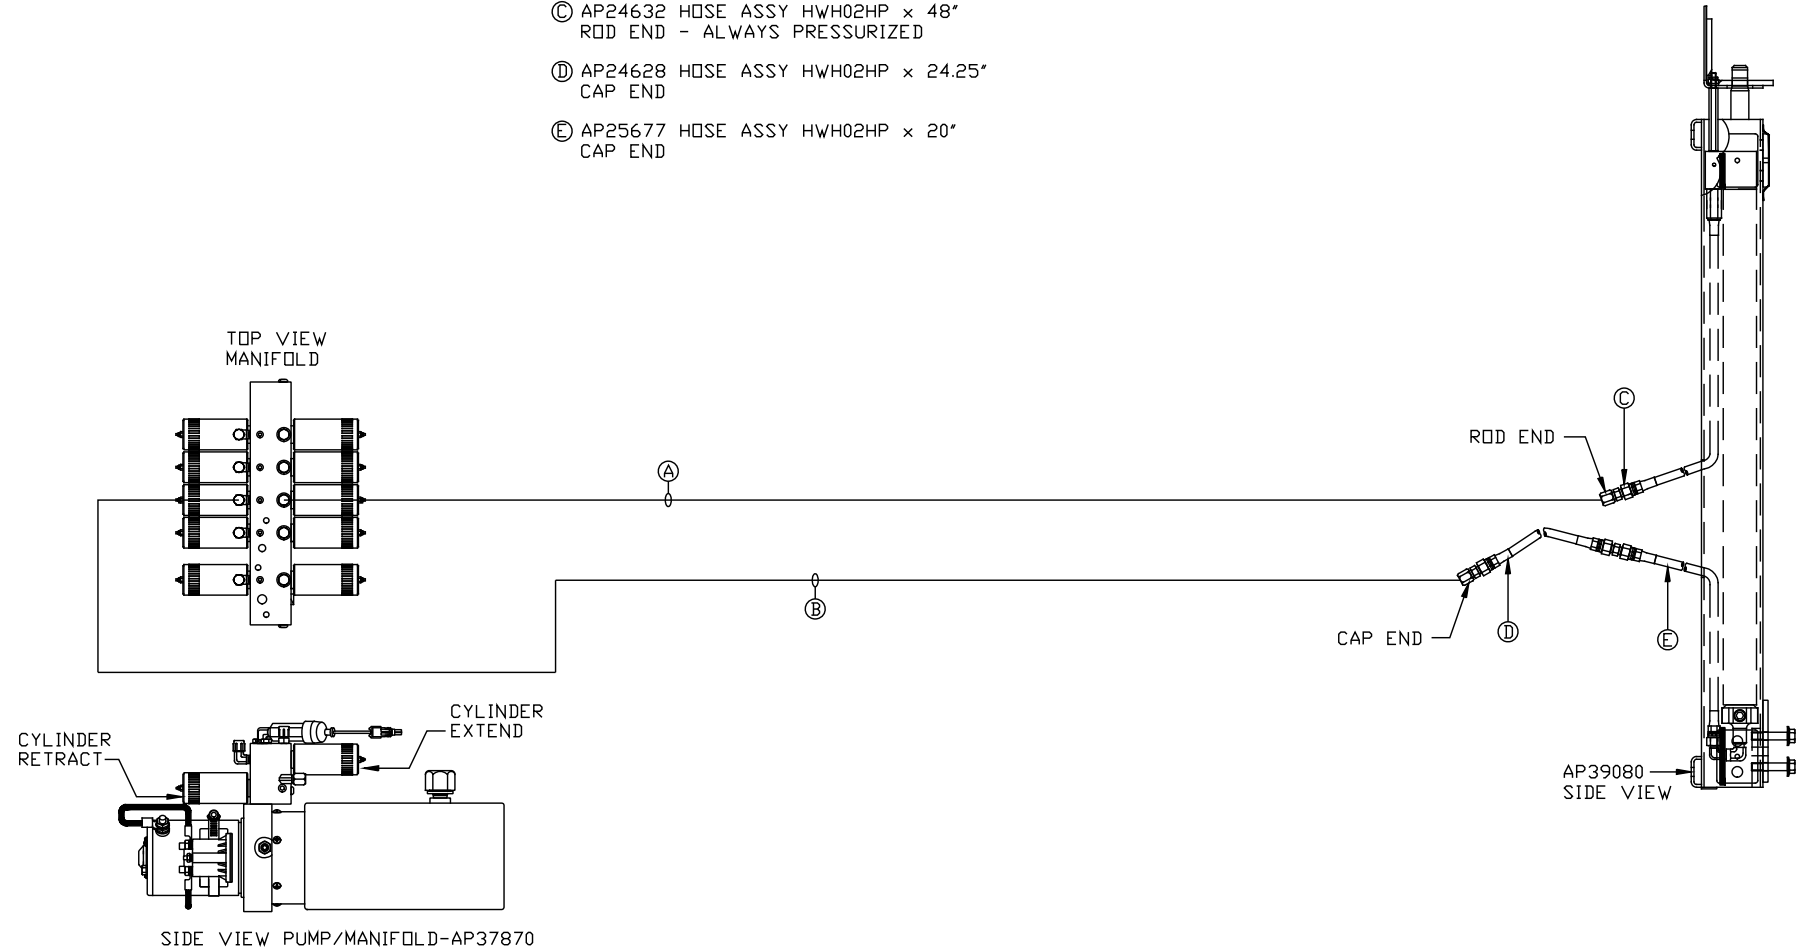 Ⓒ AP24632 HOSE ASSY HWH02HP x 48"
ROD END - ALWAYS PRESSURIZED
Ⓓ AP24628 HOSE ASSY HWH02HP x 24.25"
CAP END
Ⓔ AP25677 HOSE ASSY HWH02HP x 20"
CAP END
TOP VIEW
MANIFOLD
Ⓒ
ROD END
Ⓐ
Ⓑ
CAP END
Ⓓ
Ⓔ
CYLINDER
EXTEND
CYLINDER
RETRACT
AP39080
SIDE VIEW
SIDE VIEW PUMP/MANIFOLD-AP37870